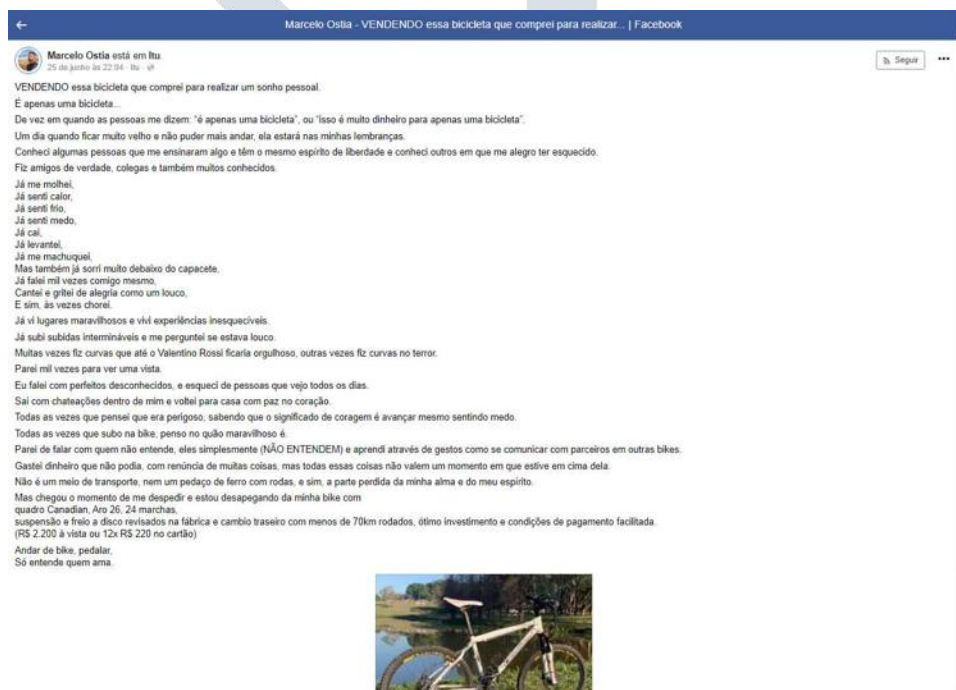 Marcelo Ostia - VENDENDO essa bicicleta que comprei para realizar... | Facebook
Marcelo Ostia está em Itu.
Seguir
25 de junho às 22:04 · Itu
VENDENDO essa bicicleta que comprei para realizar um sonho pessoal.
É apenas uma bicicleta...
De vez em quando as pessoas me dizem: "é apenas uma bicicleta", ou "isso é muito dinheiro para apenas uma bicicleta".
Um dia quando ficar muito velho e não puder mais andar, ela estará nas minhas lembranças.
Conheci algumas pessoas que me ensinaram algo e têm o mesmo espírito de liberdade e conheci outros em que me alegro ter esquecido.
Fiz amigos de verdade, colegas e também muitos conhecidos.
Já me molhei,
Já senti calor,
Já senti frio,
Já senti medo,
Já caí,
Já levantei,
Já me machuquei,
Mas também já sorri muito debaixo do capacete,
Já falei mil vezes comigo mesmo,
Cantei e gritei de alegria como um louco,
E sim, às vezes chorei.
Já vi lugares maravilhosos e vivi experiências inesquecíveis.
Já subi subidas intermináveis e me perguntei se estava louco.
Muitas vezes fiz curvas que até o Valentino Rossi ficaria orgulhoso, outras vezes fiz curvas no terror.
Parei mil vezes para ver uma vista.
Eu falei com perfeitos desconhecidos, e esqueci de pessoas que vejo todos os dias.
Saí com chateações dentro de mim e voltei para casa com paz no coração.
Todas as vezes que pensei que era perigoso, sabendo que o significado de coragem é avançar mesmo sentindo medo.
Todas as vezes que subo na bike, penso no quão maravilhoso é.
Parei de falar com quem não entende, eles simplesmente (NÃO ENTENDEM) e aprendi através de gestos como se comunicar com parceiros em outras bikes.
Gastei dinheiro que não podia, com renúncia de muitas coisas, mas todas essas coisas não valem um momento em que estive em cima dela.
Não é um meio de transporte, nem um pedaço de ferro com rodas, e sim, a parte perdida da minha alma e do meu espírito.
Mas chegou o momento de me despedir e estou desapegando da minha bike com
quadro Canadian, Aro 26, 24 marchas,
suspensão e freio a disco revisados na fábrica e cambio traseiro com menos de 70km rodados, ótimo investimento e condições de pagamento facilitada.
(R$ 2.200 à vista ou 12x R$ 220 no cartão)
Andar de bike, pedalar,
Só entende quem ama.